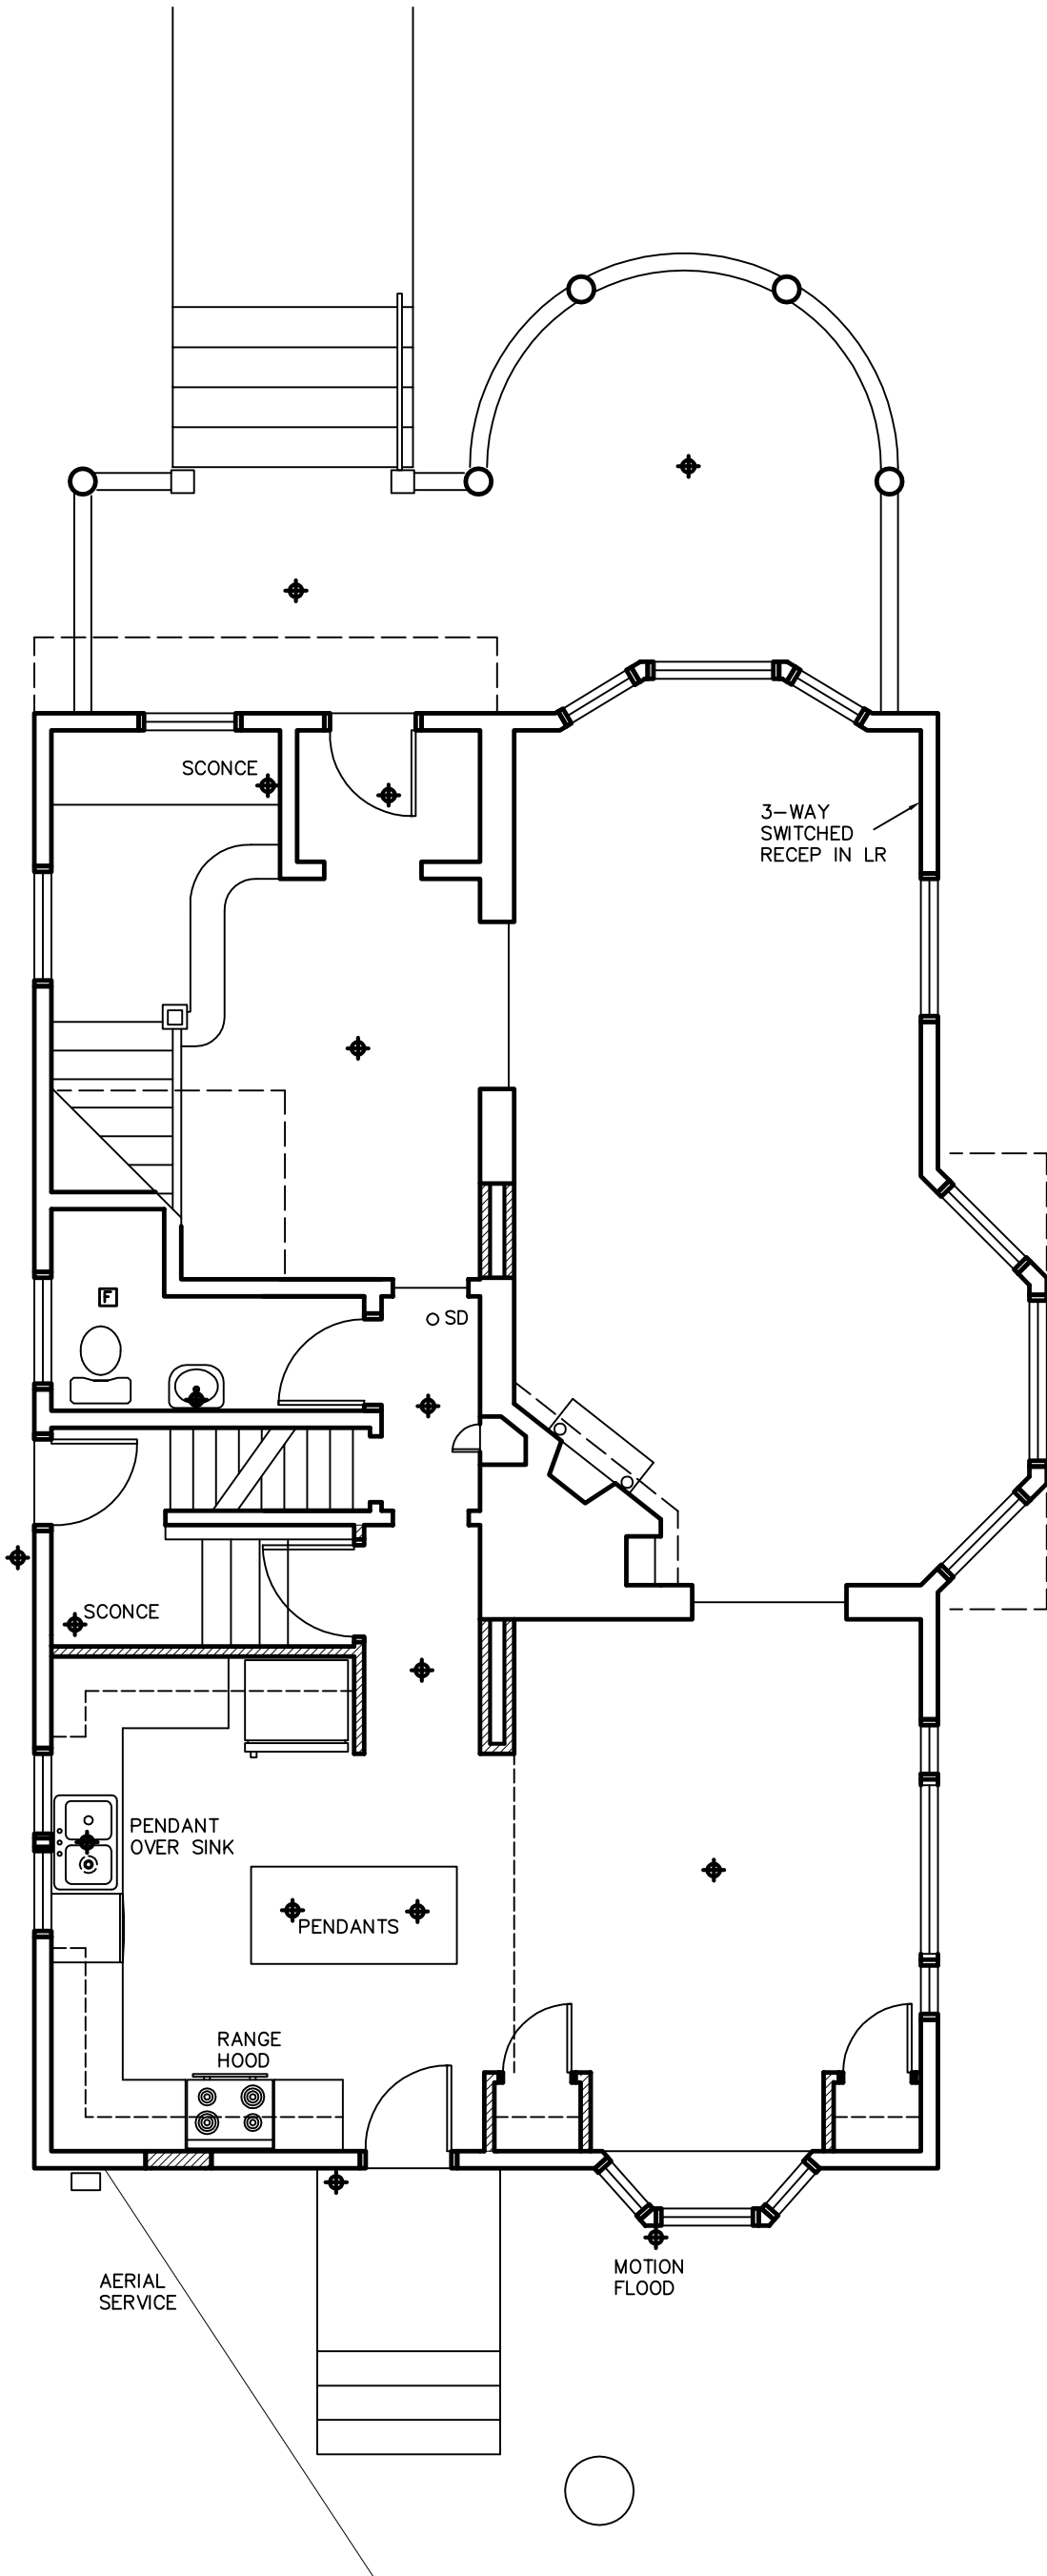 SCONCE
3-WAY
SWITCHED
RECEP IN LR
F
SD
SCONCE
PENDANT
OVER SINK
PENDANTS
RANGE
HOOD
MOTION
FLOOD
AERIAL
SERVICE